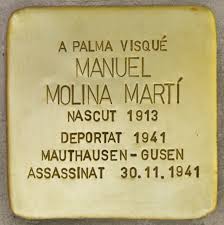 A PALMA VISQUÉ
MANUEL
MOLINA MARTÍ
NASCUT 1913
DEPORTAT 1941
MAUTHAUSEN-GUSEN
ASSASSINAT 30.11.1941